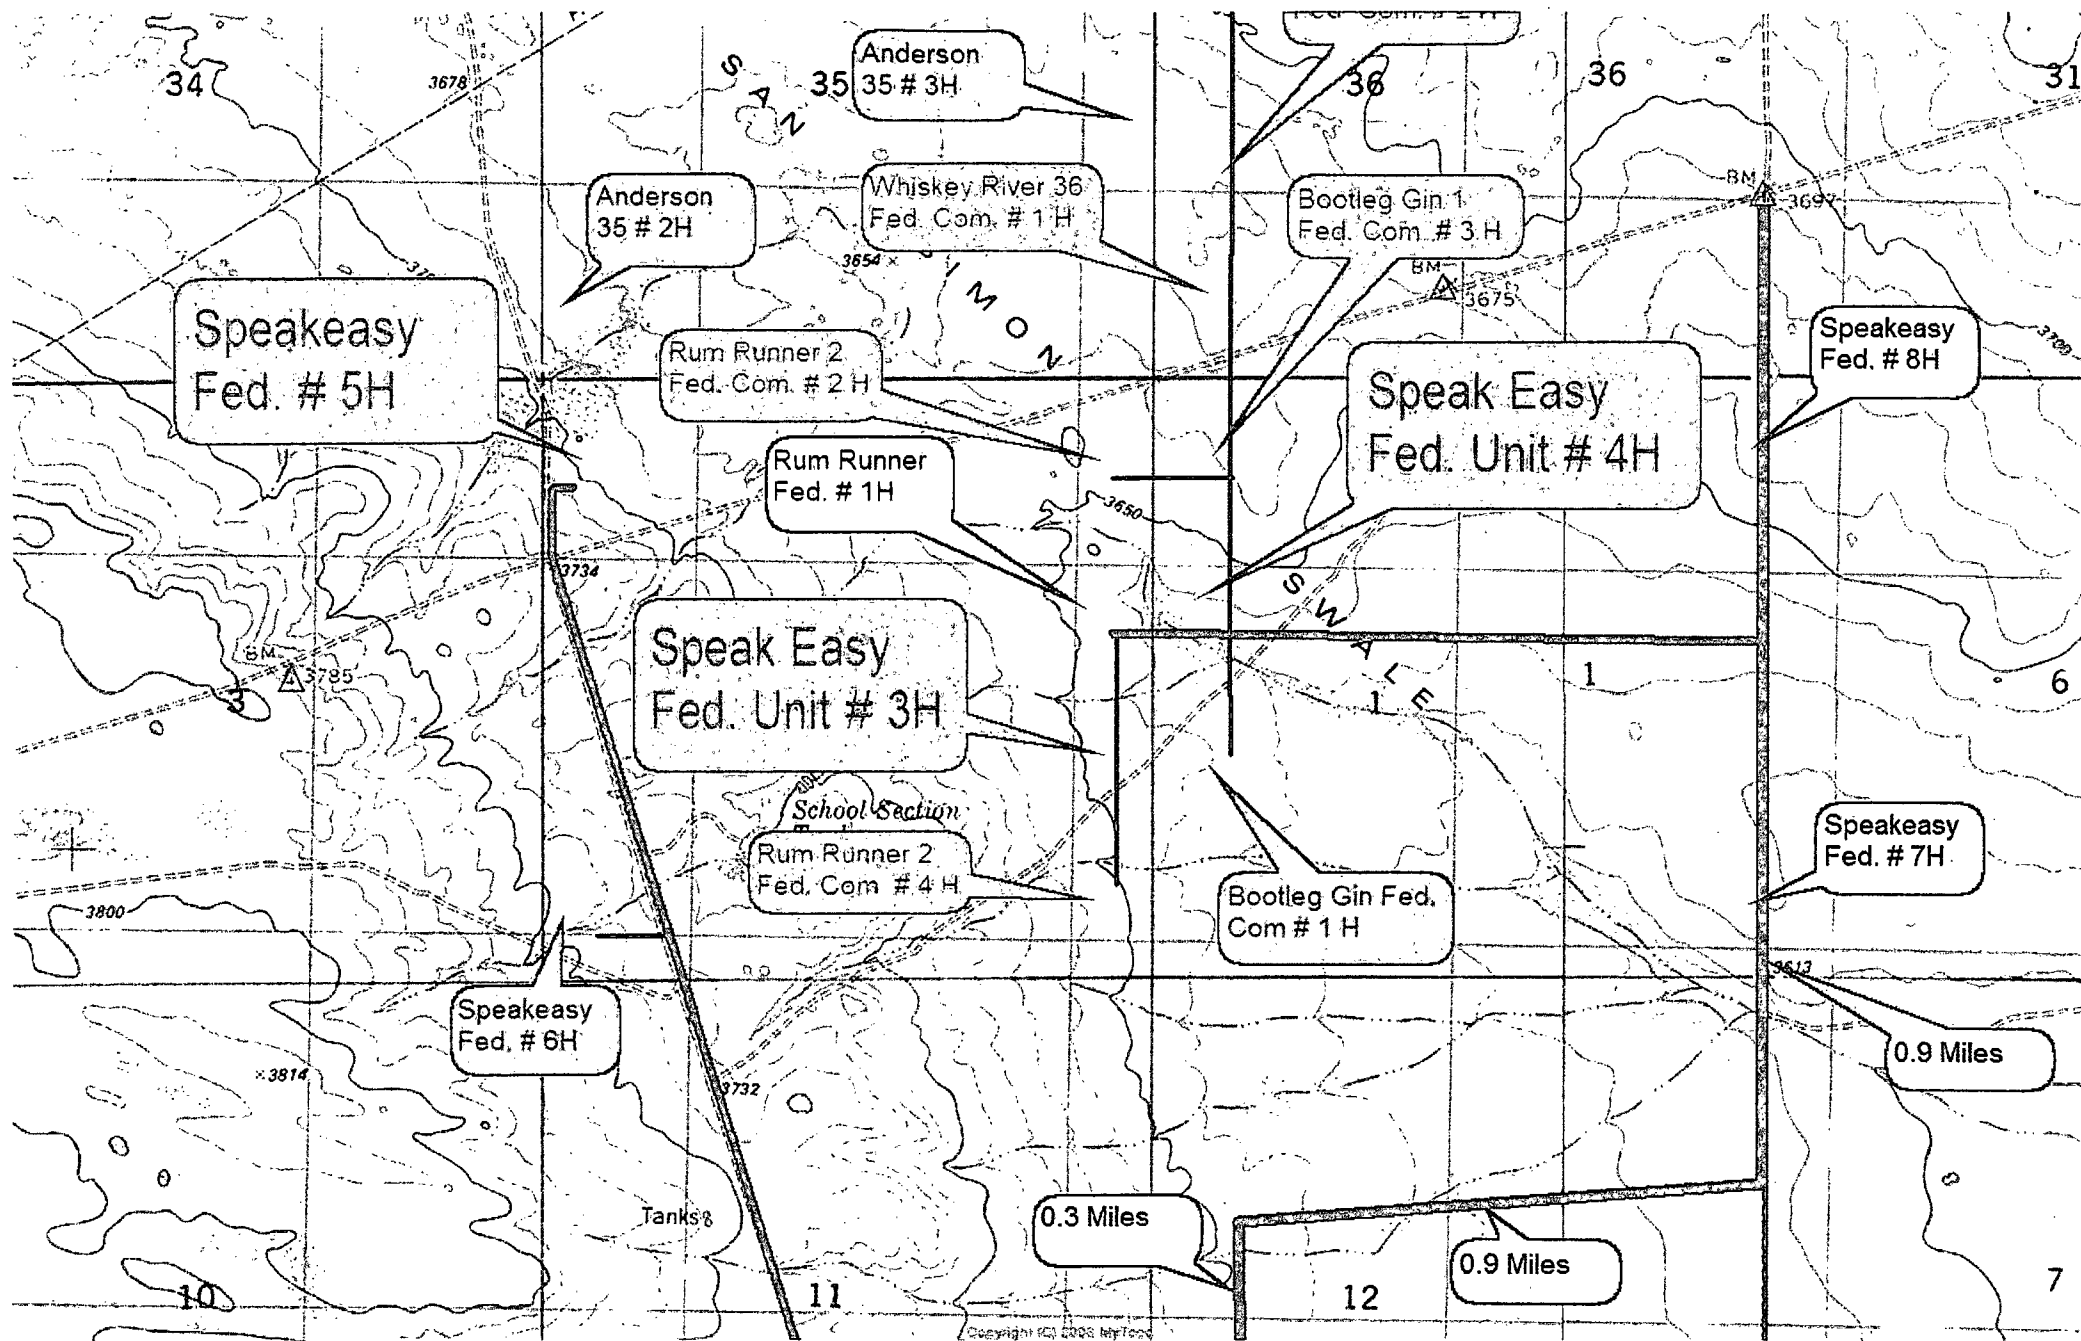 34
3678
S
A
N
35
Anderson
35 # 3H
36
36
31
Anderson
35 # 2H
Whiskey River 36
Fed. Com. # 1 H
Bootleg Gin 1
Fed. Com. # 3 H
BM
3697
3654 ×
I
M
O
N
BM
3675
Speakeasy
Fed. # 5H
Rum Runner 2
Fed. Com. # 2 H
Speak Easy
Fed. Unit # 4H
Speakeasy
Fed. # 8H
3700
Rum Runner
Fed. # 1H
3650
3734
S
W
A
L
E
Speak Easy
Fed. Unit # 3H
BM
3785
3
1
1
6
School Section
Rum Runner 2
Fed. Com # 4 H
Bootleg Gin Fed.
Com # 1 H
Speakeasy
Fed. # 7H
3800
3613
Speakeasy
Fed. # 6H
0.9 Miles
×3814
3732
Tanks
0.3 Miles
0.9 Miles
10
11
12
7
Copyright (C) 2008 MyTopo